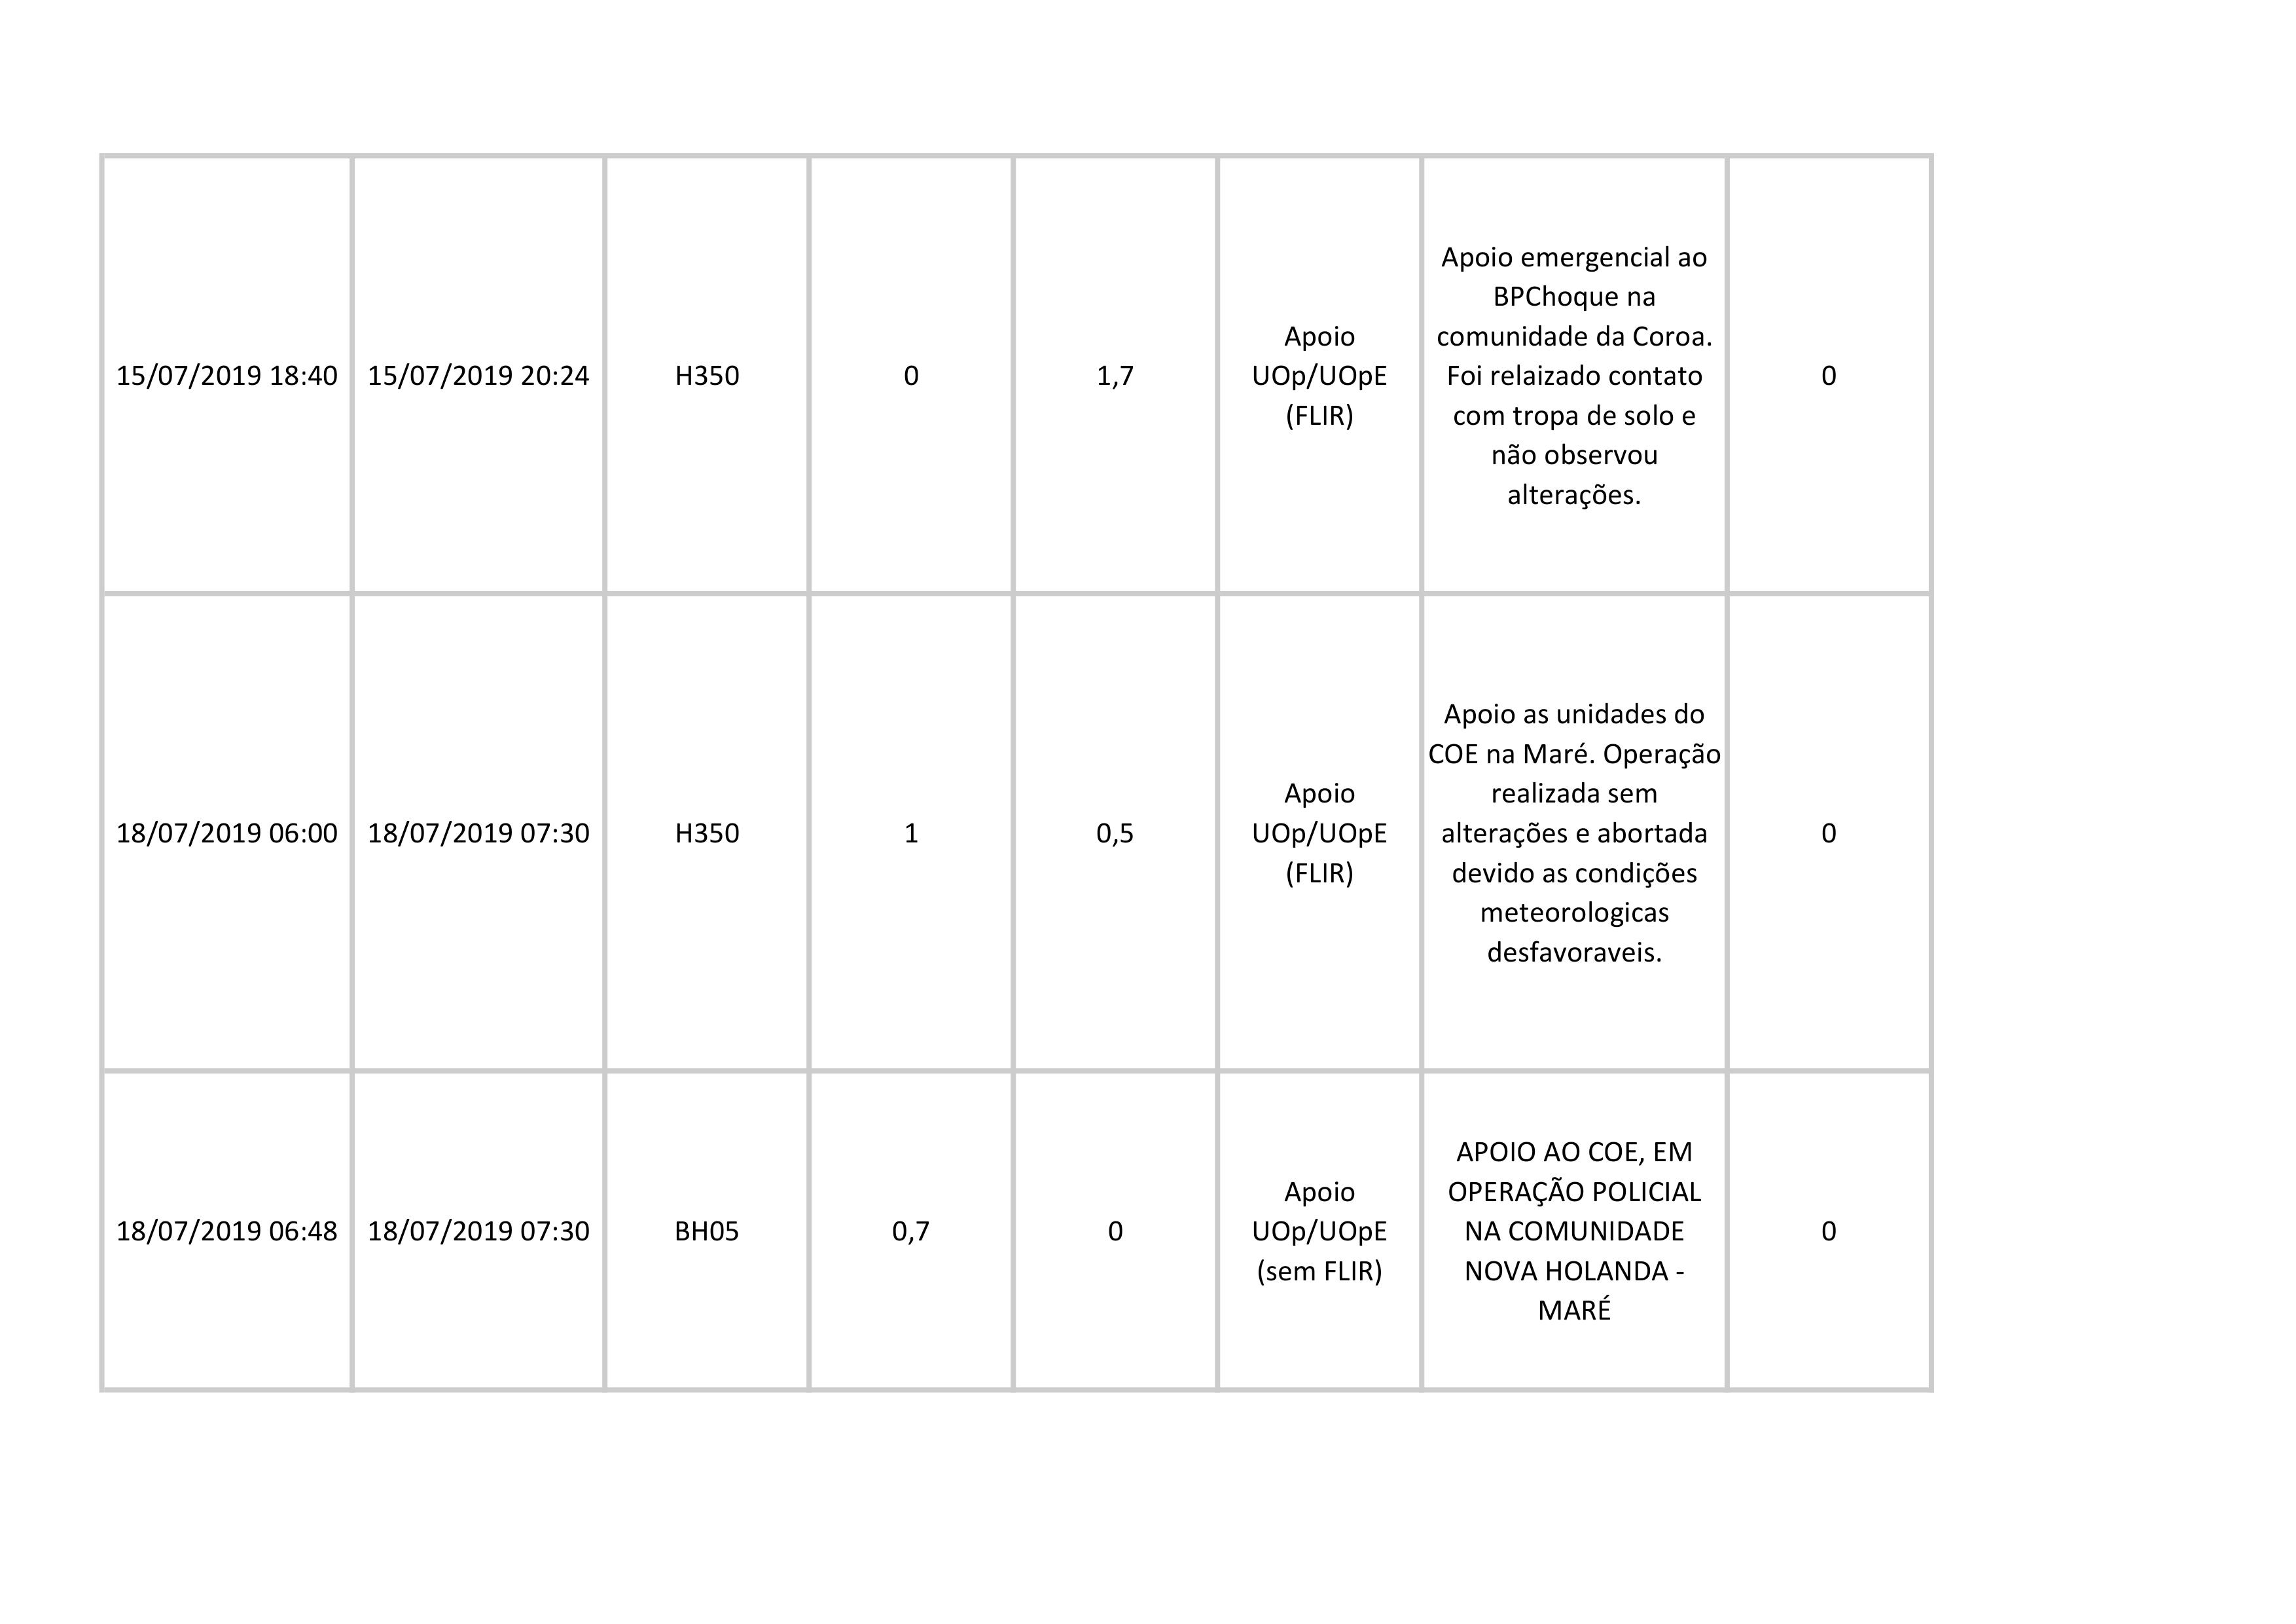 15/07/2019 18:40
15/07/2019 20:24
H350
0
1,7
Apoio
UOp/UOpE
(FLIR)
Apoio emergencial ao
BPChoque na
comunidade da Coroa.
Foi relaizado contato
com tropa de solo e
não observou
alterações.
0
18/07/2019 06:00
18/07/2019 07:30
H350
1
0,5
Apoio
UOp/UOpE
(FLIR)
Apoio as unidades do
COE na Maré. Operação
realizada sem
alterações e abortada
devido as condições
meteorologicas
desfavoraveis.
0
18/07/2019 06:48
18/07/2019 07:30
BH05
0,7
0
Apoio
UOp/UOpE
(sem FLIR)
APOIO AO COE, EM
OPERAÇÃO POLICIAL
NA COMUNIDADE
NOVA HOLANDA -
MARÉ
0